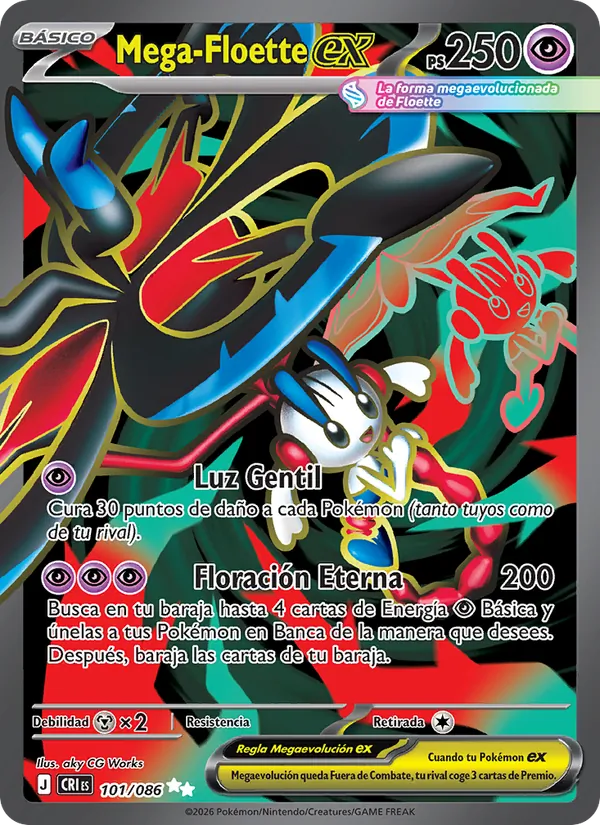 BÁSICO
Mega-Floette ex PS 250
La forma megaevolucionada
de Floette
Luz Gentil
Cura 30 puntos de daño a cada Pokémon (tanto tuyos como
de tu rival).
Floración Eterna 200
Busca en tu baraja hasta 4 cartas de Energía Básica y
únelas a tus Pokémon en Banca de la manera que desees.
Después, baraja las cartas de tu baraja.
Debilidad ×2 Resistencia Retirada
Regla Megaevolución ex Cuando tu Pokémon ex
Megaevolución queda Fuera de Combate, tu rival coge 3 cartas de Premio.
Ilus. aky CG Works
J CRI ES 101/086
©2026 Pokémon/Nintendo/Creatures/GAME FREAK